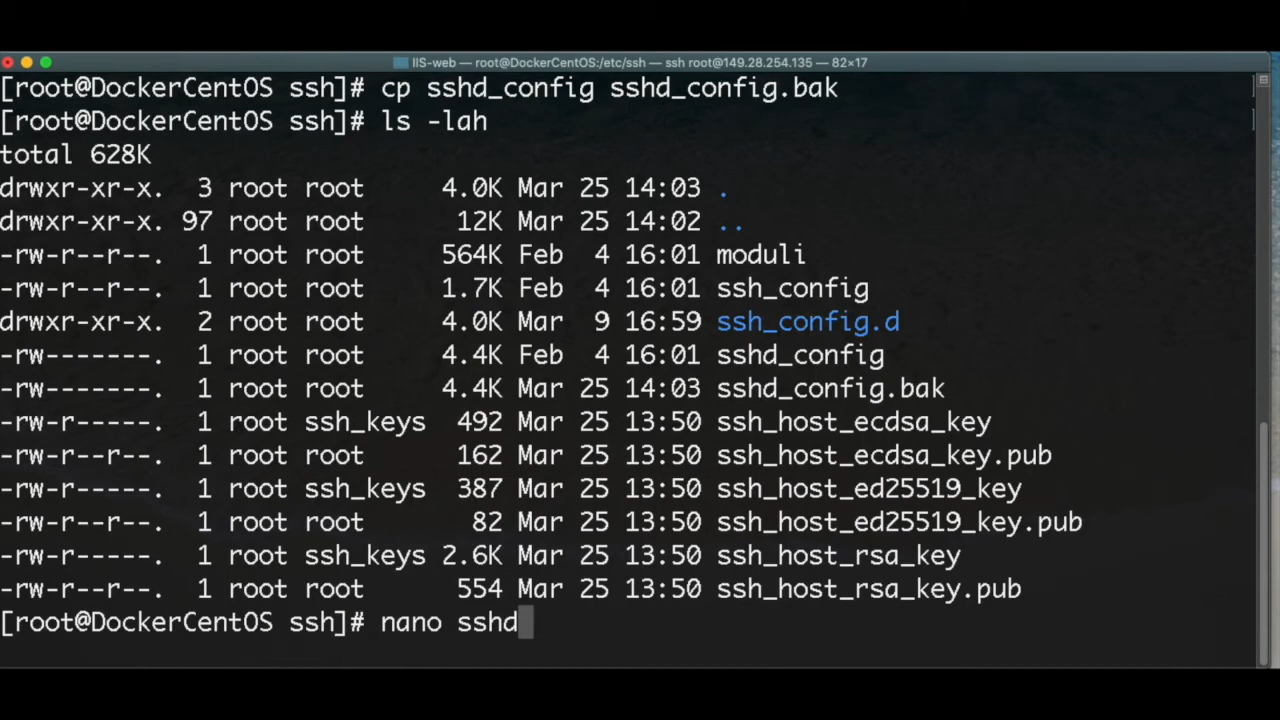 IIS-web — root@DockerCentOS:/etc/ssh — ssh root@149.28.254.135 — 82×17
[root@DockerCentOS ssh]# cp sshd_config sshd_config.bak
[root@DockerCentOS ssh]# ls -lah
total 628K
drwxr-xr-x.  3 root root     4.0K Mar 25 14:03 .
drwxr-xr-x. 97 root root      12K Mar 25 14:02 ..
-rw-r--r--.  1 root root     564K Feb  4 16:01 moduli
-rw-r--r--.  1 root root     1.7K Feb  4 16:01 ssh_config
drwxr-xr-x.  2 root root     4.0K Mar  9 16:59 ssh_config.d
-rw-------.  1 root root     4.4K Feb  4 16:01 sshd_config
-rw-------.  1 root root     4.4K Mar 25 14:03 sshd_config.bak
-rw-r-----.  1 root ssh_keys  492 Mar 25 13:50 ssh_host_ecdsa_key
-rw-r--r--.  1 root root      162 Mar 25 13:50 ssh_host_ecdsa_key.pub
-rw-r-----.  1 root ssh_keys  387 Mar 25 13:50 ssh_host_ed25519_key
-rw-r--r--.  1 root root       82 Mar 25 13:50 ssh_host_ed25519_key.pub
-rw-r-----.  1 root ssh_keys 2.6K Mar 25 13:50 ssh_host_rsa_key
-rw-r--r--.  1 root root      554 Mar 25 13:50 ssh_host_rsa_key.pub
[root@DockerCentOS ssh]# nano sshd